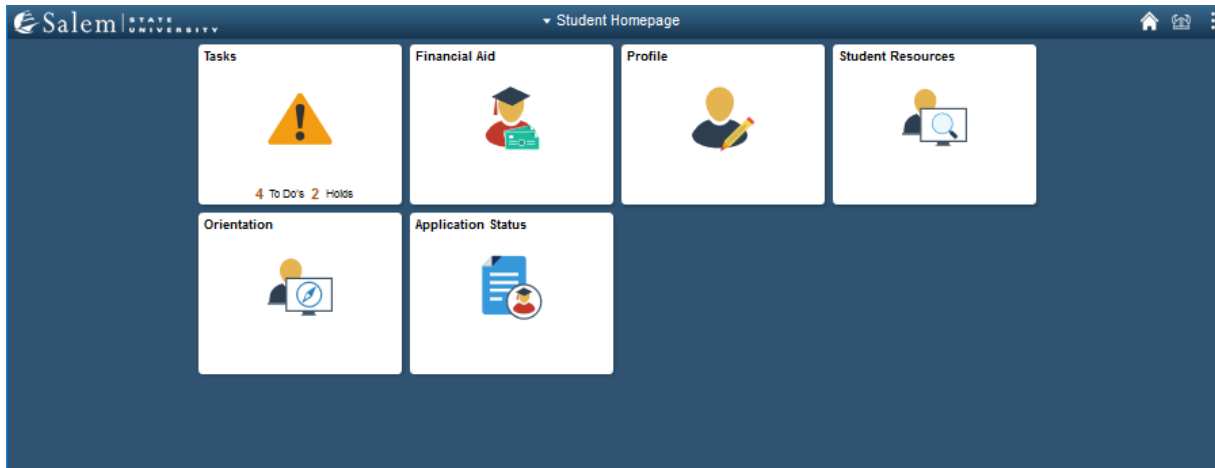 Salem STATE UNIVERSITY
Student Homepage
Tasks
Financial Aid
Profile
Student Resources
4 To Do's 2 Holds
Orientation
Application Status